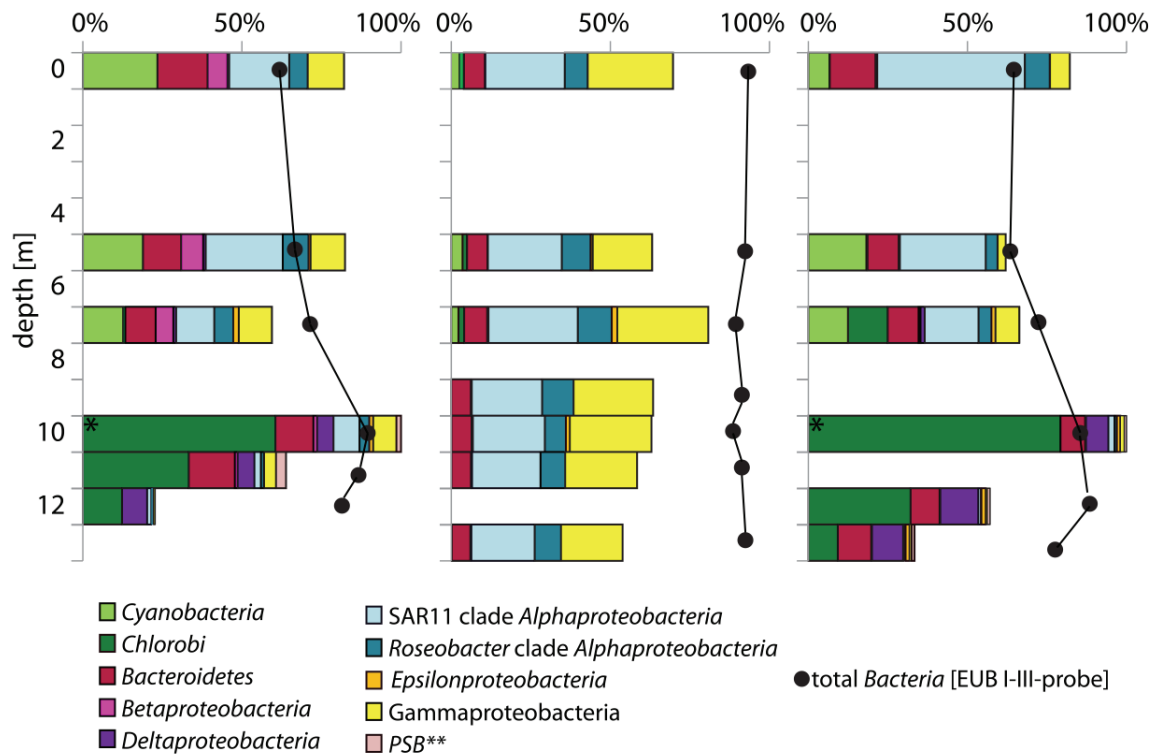 0% 50% 100% 0% 50% 100% 0% 50% 100%
0
2
4
6
8
10
12
depth [m]
*
*
Cyanobacteria
Chlorobi
Bacteroidetes
Betaproteobacteria
Deltaproteobacteria
SAR11 clade Alphaproteobacteria
Roseobacter clade Alphaproteobacteria
Epsilonproteobacteria
Gammaproteobacteria
PSB**
total Bacteria [EUB I-III-probe]